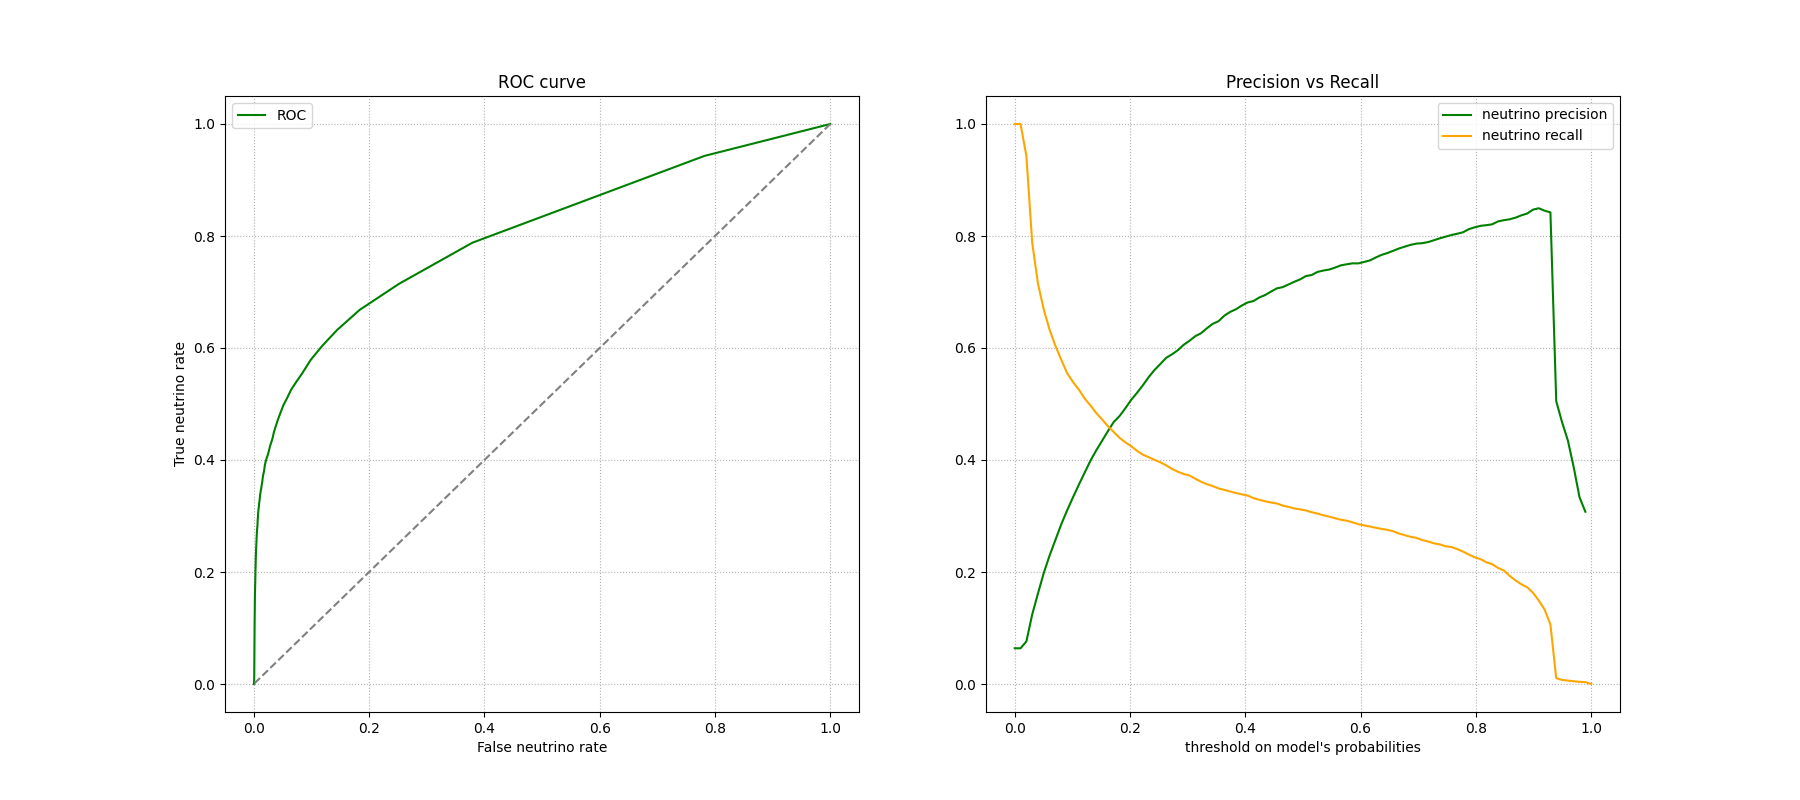 ROC curve
ROC
1.0
0.8
0.6
0.4
0.2
0.0
True neutrino rate
0.0 0.2 0.4 0.6 0.8 1.0
False neutrino rate
Precision vs Recall
neutrino precision
neutrino recall
1.0
0.8
0.6
0.4
0.2
0.0
0.0 0.2 0.4 0.6 0.8 1.0
threshold on model's probabilities